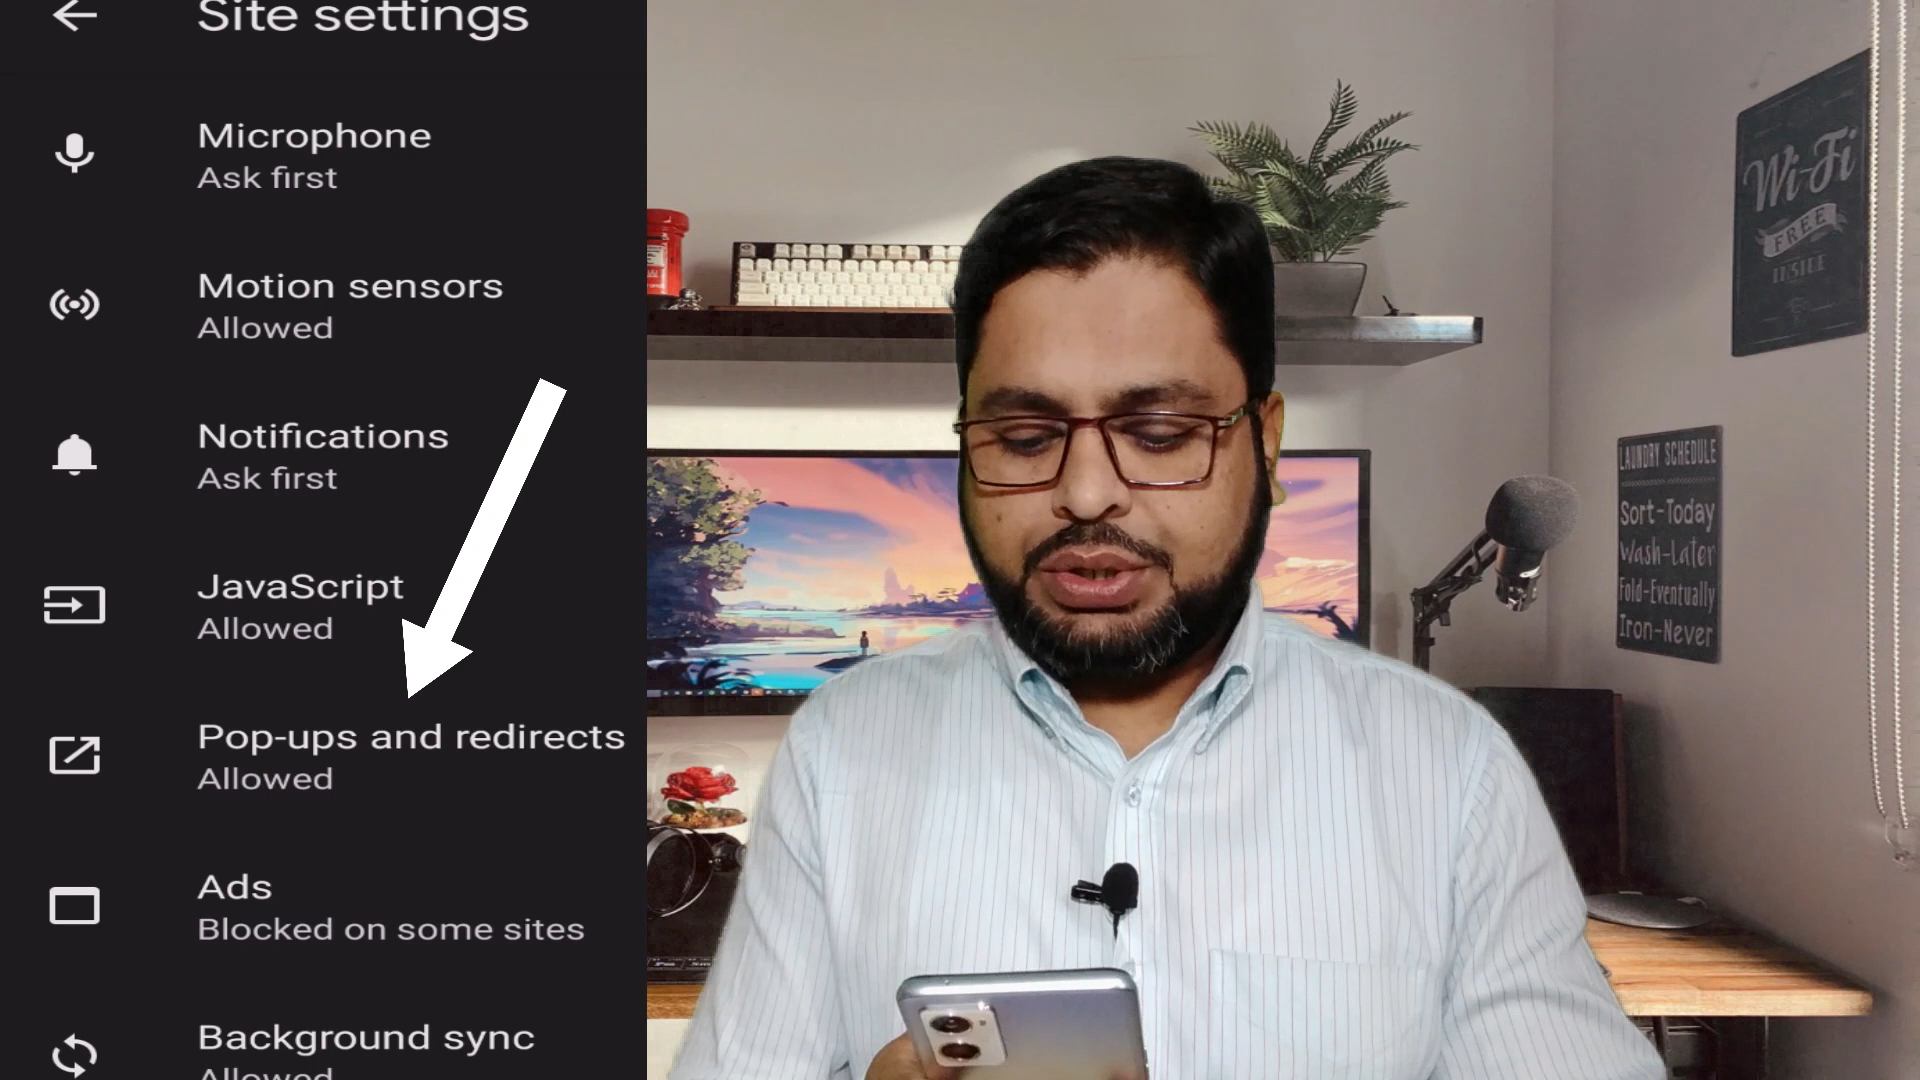 Site settings
Microphone
Ask first
Motion sensors
Allowed
Notifications
Ask first
JavaScript
Allowed
Pop-ups and redirects
Allowed
Ads
Blocked on some sites
Background sync
Allowed
Wi-Fi
FREE
INSIDE
LAUNDRY SCHEDULE
Sort-Today
Wash-Later
Fold-Eventually
Iron-Never